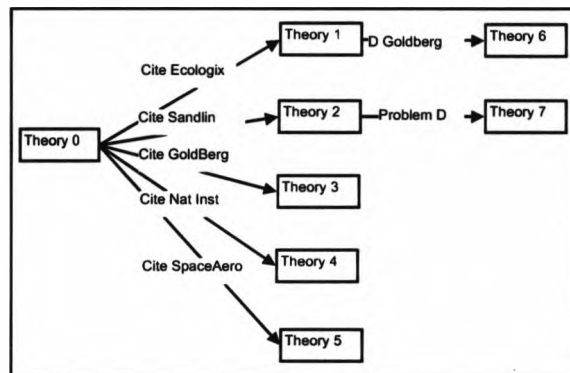 Theory 1
D Goldberg
Theory 6
Cite Ecologix
Cite Sandlin
Theory 2
Problem D
Theory 7
Theory 0
Cite GoldBerg
Theory 3
Cite Nat Inst
Theory 4
Cite SpaceAero
Theory 5